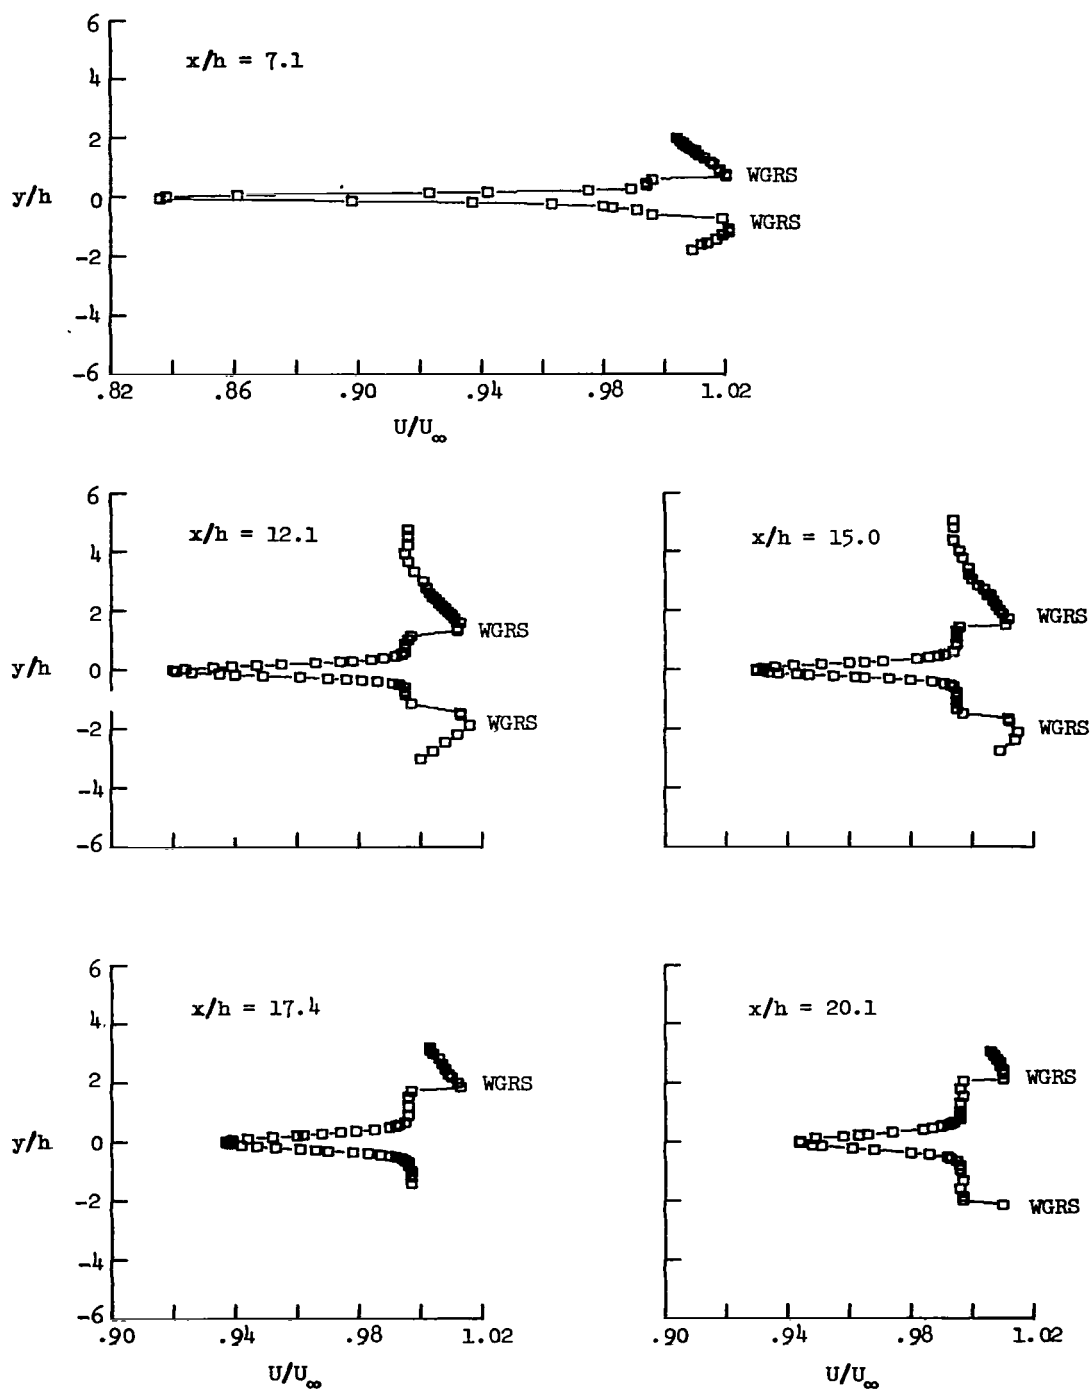 6
x/h = 7.1
4
2
WGRS
y/h
0
WGRS
-2
-4
-6
.82 .86 .90 .94 .98 1.02
U/U∞
6
x/h = 12.1
x/h = 15.0
4
2
WGRS
WGRS
y/h
0
-2
WGRS
WGRS
-4
-6
6
x/h = 17.4
x/h = 20.1
4
2
WGRS
WGRS
y/h
0
-2
WGRS
-4
-6
.90 .94 .98 1.02
.90 .94 .98 1.02
U/U∞
U/U∞